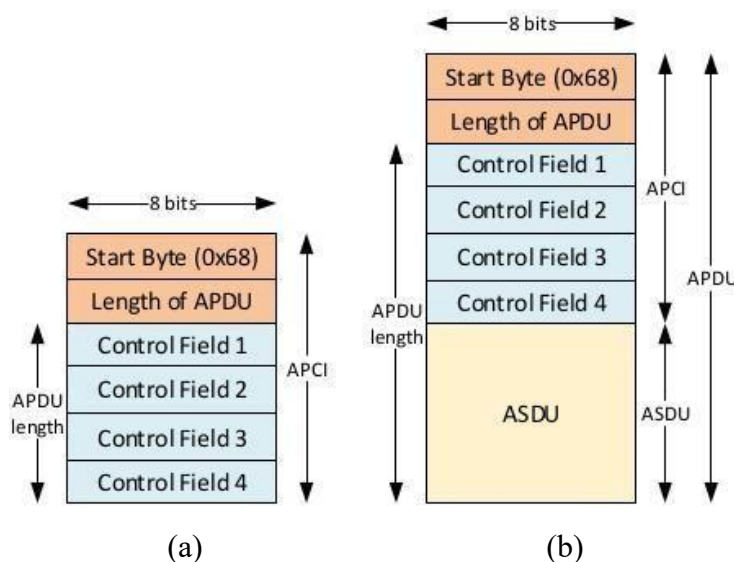 8 bits
Start Byte (0x68)
Length of APDU
Control Field 1
Control Field 2
Control Field 3
Control Field 4
APDU
length
APCI
(a)
8 bits
Start Byte (0x68)
Length of APDU
Control Field 1
Control Field 2
Control Field 3
Control Field 4
ASDU
APDU
length
APCI
ASDU
APDU
(b)